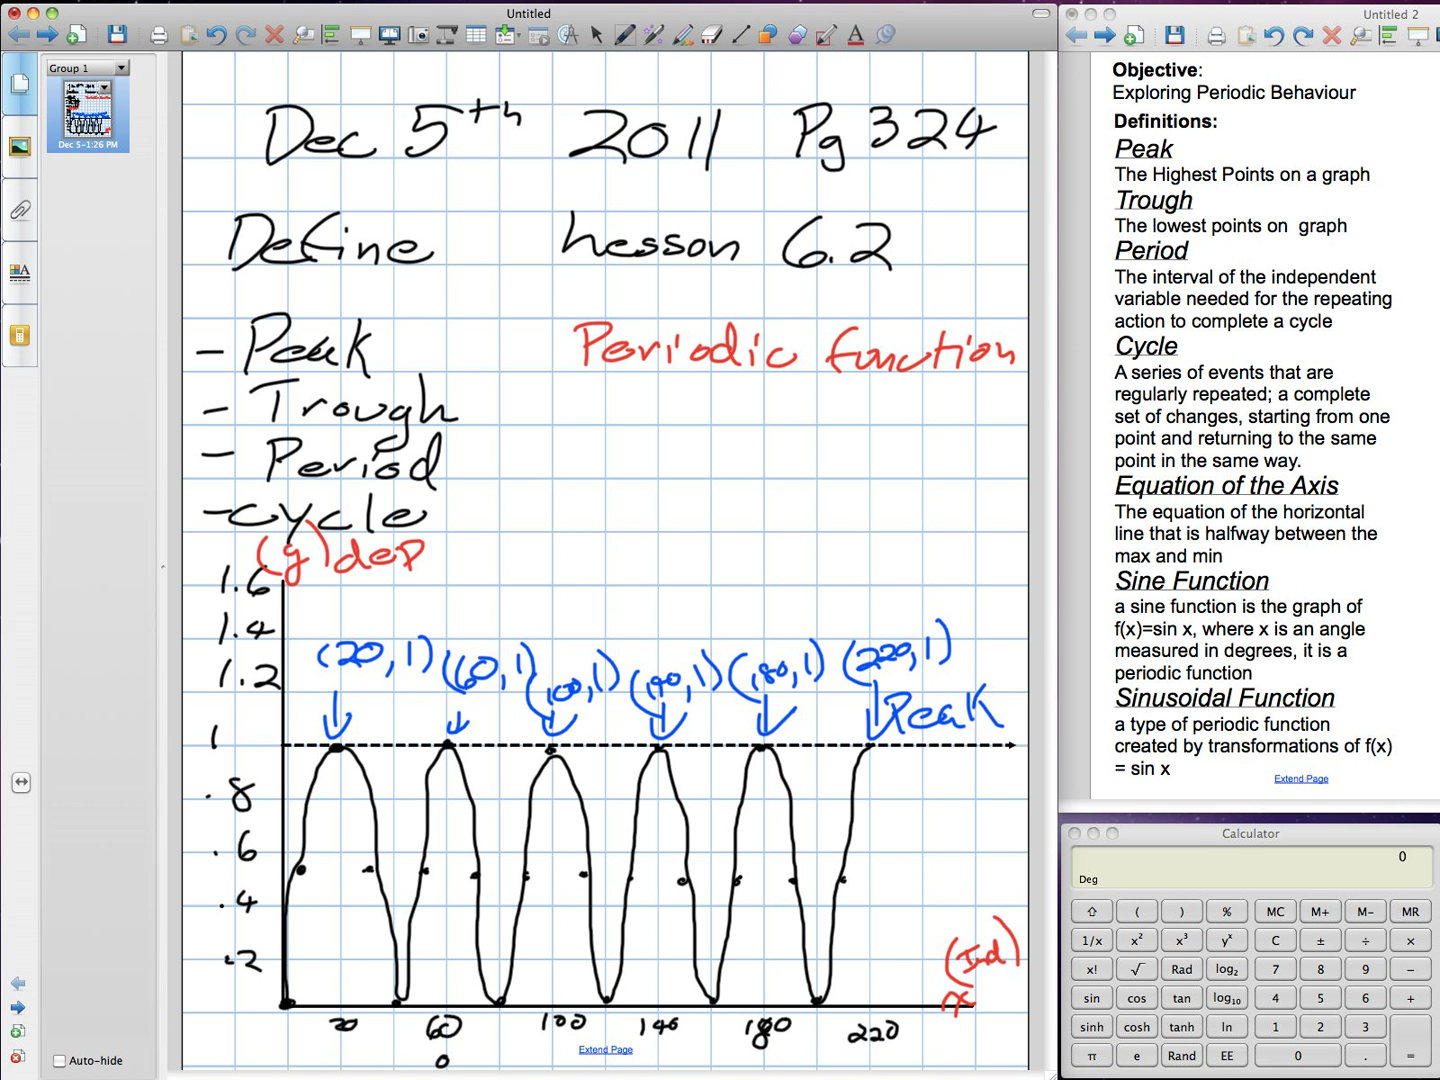 Untitled
Untitled 2
Group 1
Dec 5-1:26 PM
Auto-hide
Dec 5th 2011 Pg 324
Define Lesson 6.2
- Peak Periodic function
- Trough
- Period
- cycle
(y) dep
1.6
1.4
1.2
1
.8
.6
.4
.2
(20,1) (60,1) (100,1) (140,1) (180,1) (220,1)
Peak
(Ind)
x
20 60 100 140 180 220
0
Extend Page
Objective:
Exploring Periodic Behaviour
Definitions:
Peak
The Highest Points on a graph
Trough
The lowest points on graph
Period
The interval of the independent
variable needed for the repeating
action to complete a cycle
Cycle
A series of events that are
regularly repeated; a complete
set of changes, starting from one
point and returning to the same
point in the same way.
Equation of the Axis
The equation of the horizontal
line that is halfway between the
max and min
Sine Function
a sine function is the graph of
f(x)=sin x, where x is an angle
measured in degrees, it is a
periodic function
Sinusoidal Function
a type of periodic function
created by transformations of f(x)
= sin x
Extend Page
Calculator
0
Deg
( ) % MC M+ M- MR
1/x x² x³ yˣ C ± ÷ ×
x! √ Rad log₂ 7 8 9 −
sin cos tan log₁₀ 4 5 6 +
sinh cosh tanh ln 1 2 3
π e Rand EE 0 . =